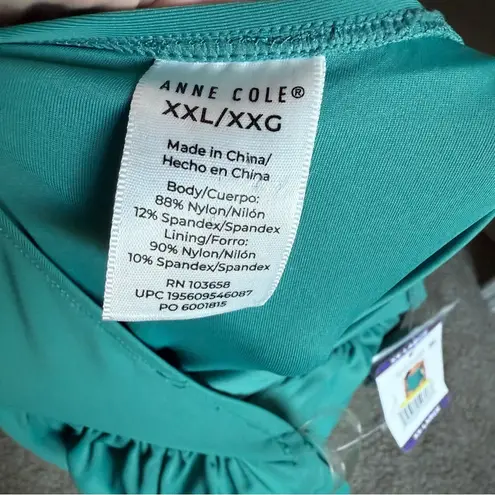 ANNE COLE®
XXL/XXG
Made in China/
Hecho en China
Body/Cuerpo:
88% Nylon/Nilón
12% Spandex/Spandex
Lining/Forro:
90% Nylon/Nilón
10% Spandex/Spandex
RN 103658
UPC 195609546087
PO 6001815